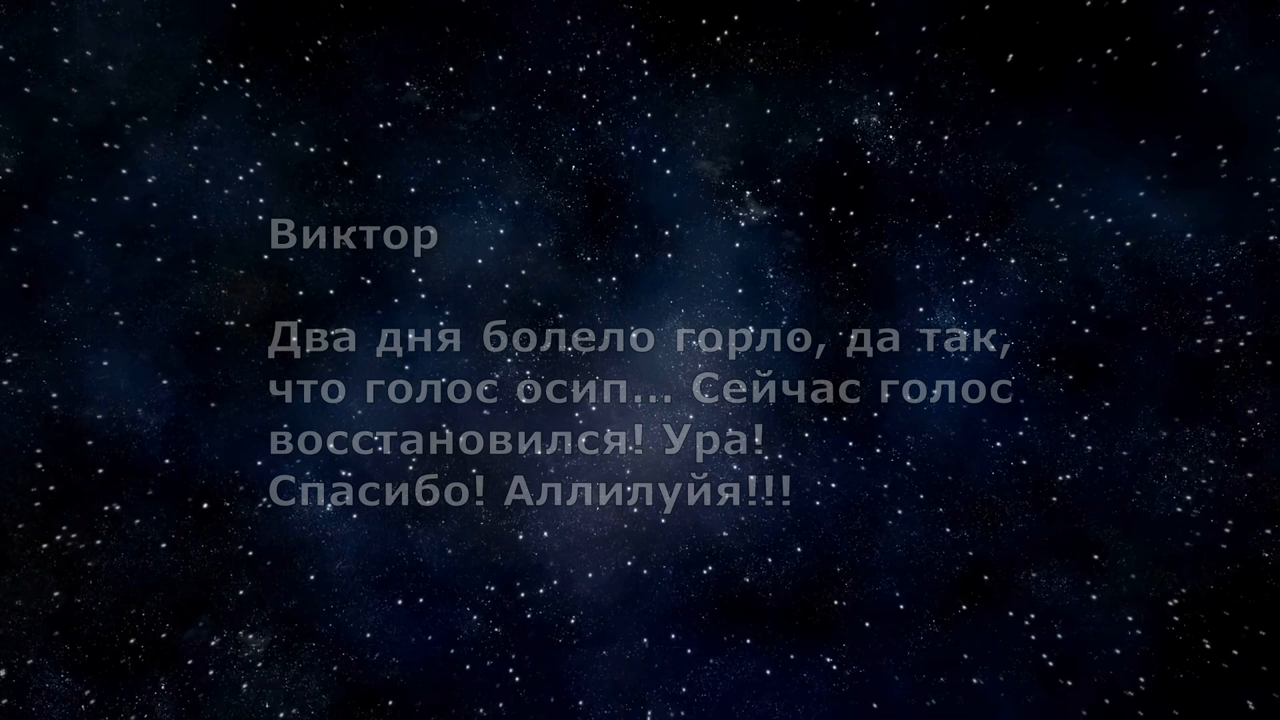 Виктор
Два дня болело горло, да так,
что голос осип... Сейчас голос
восстановился! Ура!
Спасибо! Аллилуйя!!!